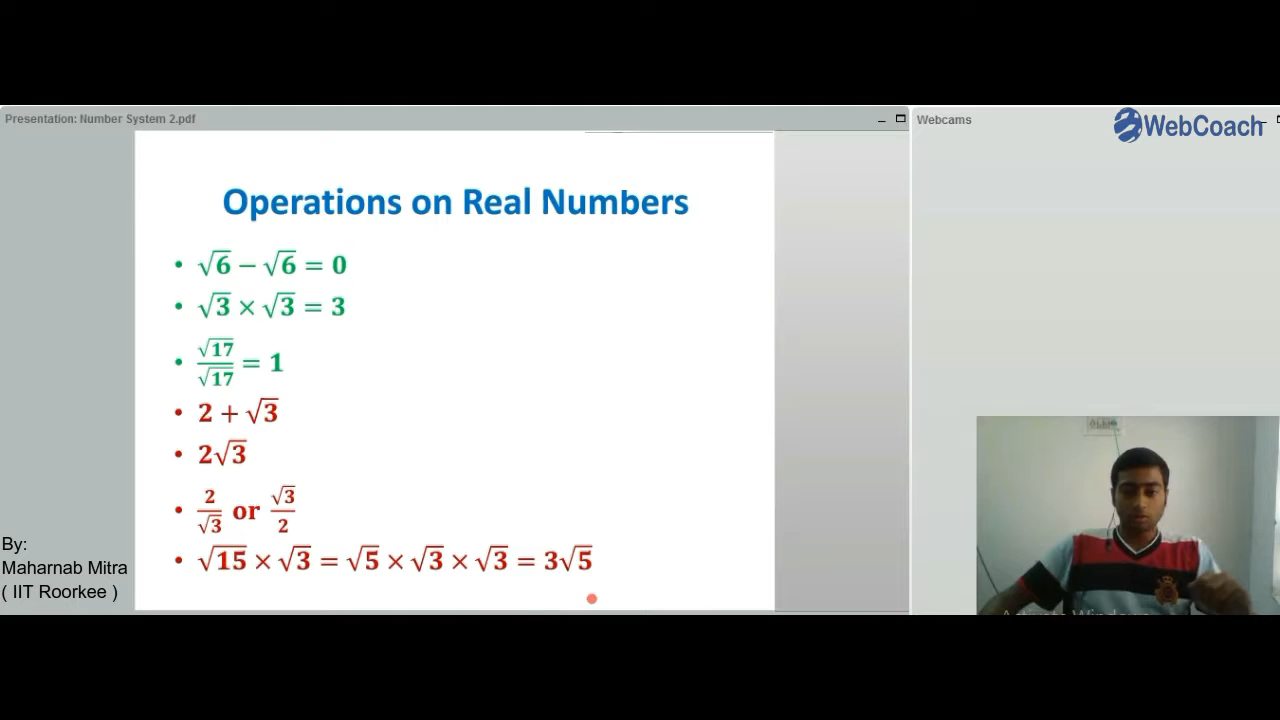 Presentation: Number System 2.pdf
Webcams
WebCoach
Operations on Real Numbers
• √6 − √6 = 0
• √3 × √3 = 3
• √17/√17 = 1
• 2 + √3
• 2√3
• 2/√3 or √3/2
• √15 × √3 = √5 × √3 × √3 = 3√5
By:
Maharnab Mitra
( IIT Roorkee )
Activate Windows